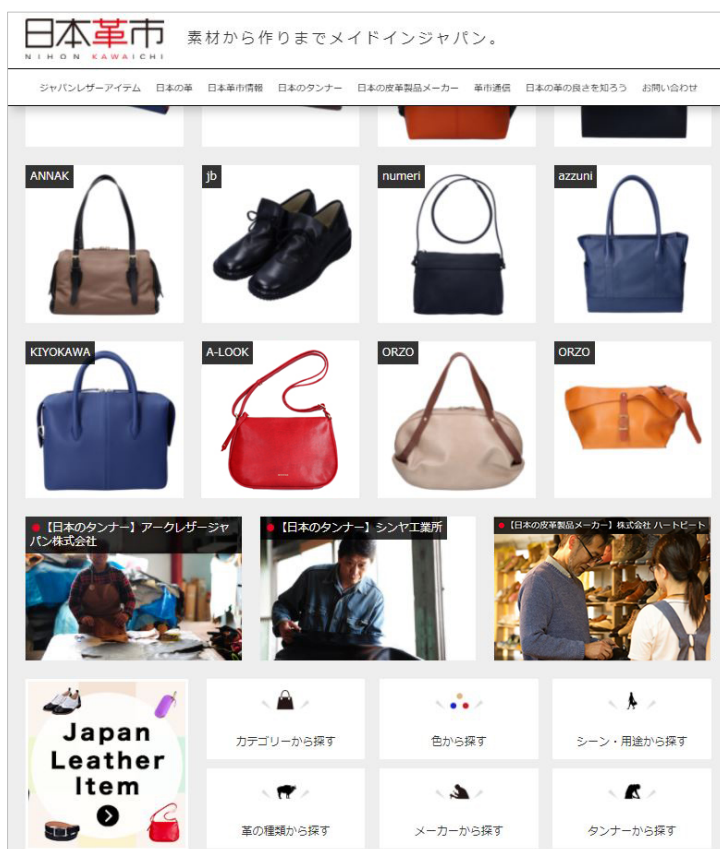 日本革市
NIHON KAWAICHI
素材から作りまでメイドインジャパン。
ジャパンレザーアイテム 日本の革 日本革市情報 日本のタンナー 日本の皮革製品メーカー 革市通信 日本の革の良さを知ろう お問い合わせ
ANNAK
jb
numeri
azzuni
KIYOKAWA
A-LOOK
ORZO
ORZO
【日本のタンナー】アークレザージャ
パン株式会社
【日本のタンナー】シンヤ工業所
【日本の皮革製品メーカー】株式会社 ハートビート
Japan
Leather
Item
カテゴリーから探す
色から探す
シーン・用途から探す
革の種類から探す
メーカーから探す
タンナーから探す